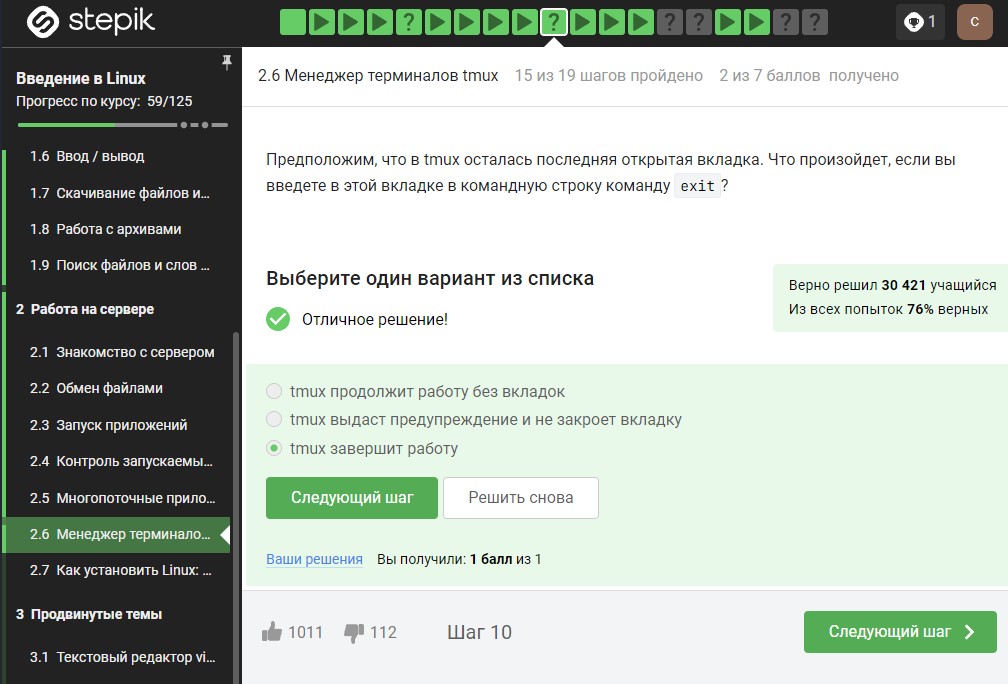 stepik
? ? ? ? ? ?
1
C
Введение в Linux
Прогресс по курсу: 59/125
1.6 Ввод / вывод
1.7 Скачивание файлов и...
1.8 Работа с архивами
1.9 Поиск файлов и слов ...
2 Работа на сервере
2.1 Знакомство с сервером
2.2 Обмен файлами
2.3 Запуск приложений
2.4 Контроль запускаемы...
2.5 Многопоточные прило...
2.6 Менеджер терминало...
2.7 Как установить Linux: ...
3 Продвинутые темы
3.1 Текстовый редактор vi...
2.6 Менеджер терминалов tmux 15 из 19 шагов пройдено 2 из 7 баллов получено
Предположим, что в tmux осталась последняя открытая вкладка. Что произойдет, если вы
введете в этой вкладке в командную строку команду exit ?
Выберите один вариант из списка
Отличное решение!
Верно решил 30 421 учащийся
Из всех попыток 76% верных
tmux продолжит работу без вкладок
tmux выдаст предупреждение и не закроет вкладку
tmux завершит работу
Следующий шаг Решить снова
Ваши решения Вы получили: 1 балл из 1
1011 112 Шаг 10 Следующий шаг